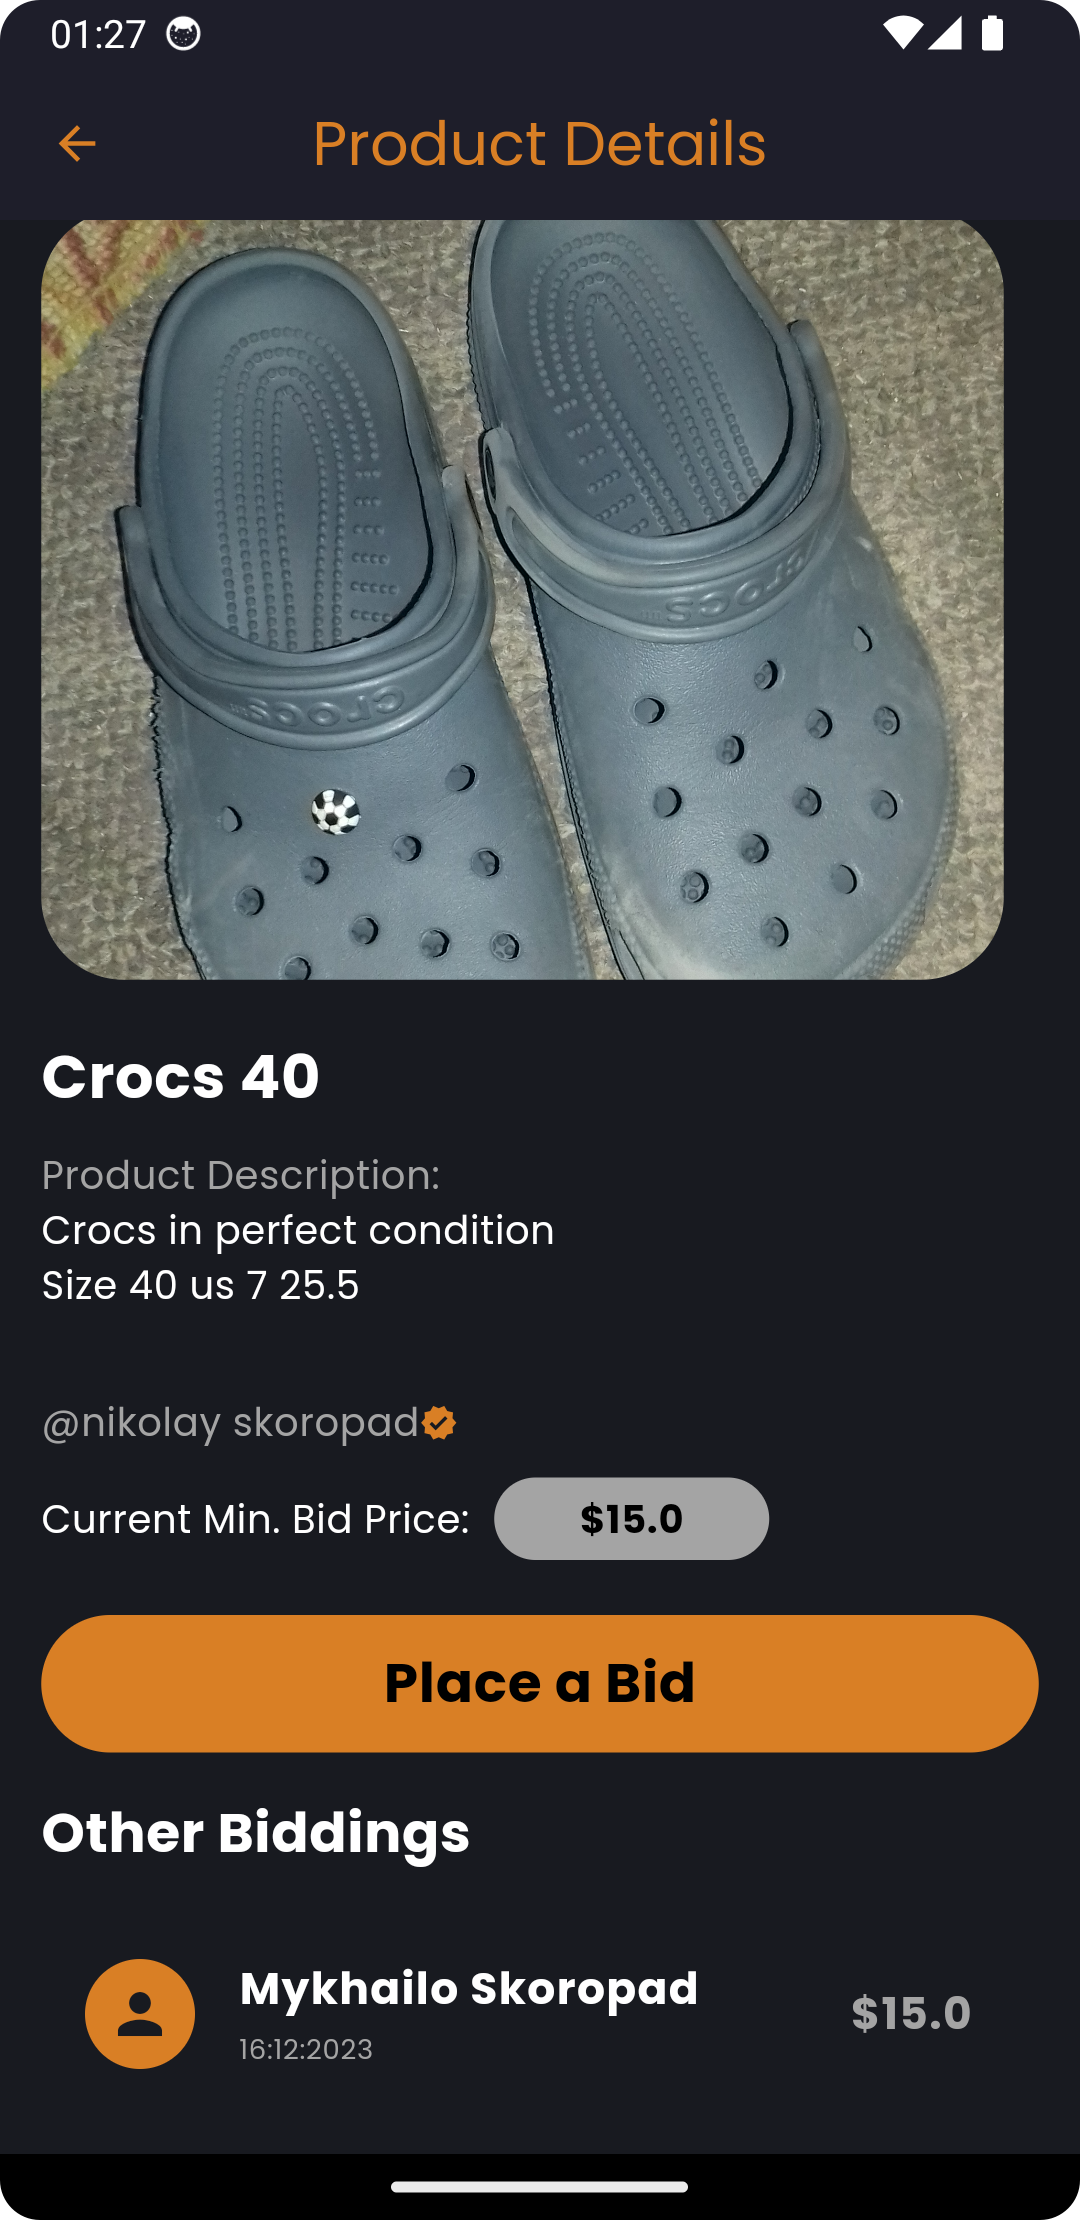 01:27
Product Details
crocs
crocs
Crocs 40
Product Description:
Crocs in perfect condition
Size 40 us 7 25.5
@nikolay skoropad
Current Min. Bid Price: $15.0
Place a Bid
Other Biddings
Mykhailo Skoropad
$15.0
16:12:2023